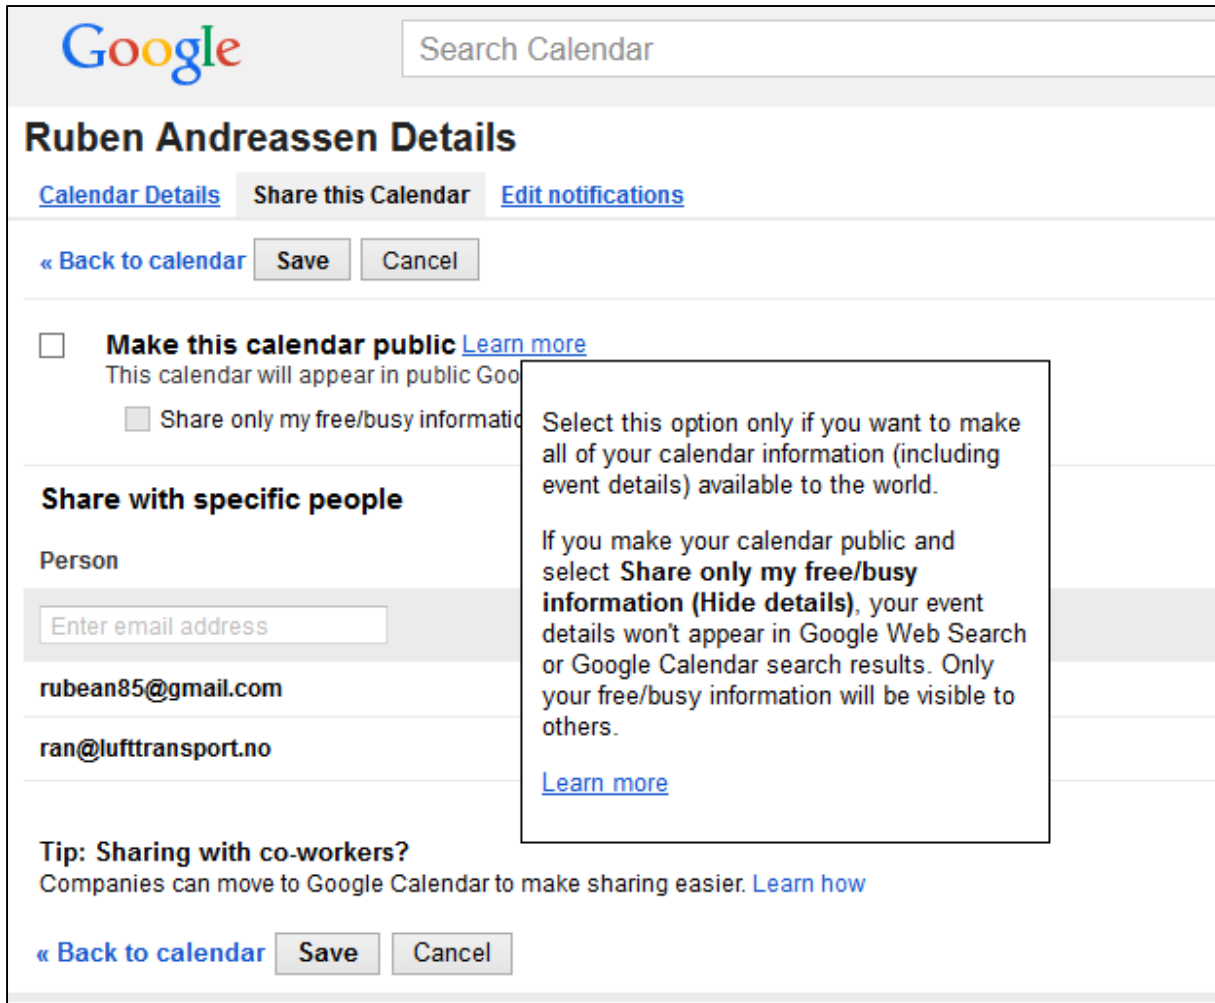 Google
Search Calendar
Ruben Andreassen Details
Calendar Details Share this Calendar Edit notifications
« Back to calendar Save Cancel
Make this calendar public Learn more
This calendar will appear in public Goo
Share only my free/busy
Select this option only if you want to make
all of your calendar information (including
event details) available to the world.
If you make your calendar public and
select Share only my free/busy
information (Hide details), your event
details won't appear in Google Web Search
or Google Calendar search results. Only
your free/busy information will be visible to
others.
Learn more
Share with specific people
Person
Enter email address
rubean85@gmail.com
ran@lufttransport.no
Tip: Sharing with co-workers?
Companies can move to Google Calendar to make sharing easier. Learn how
« Back to calendar Save Cancel